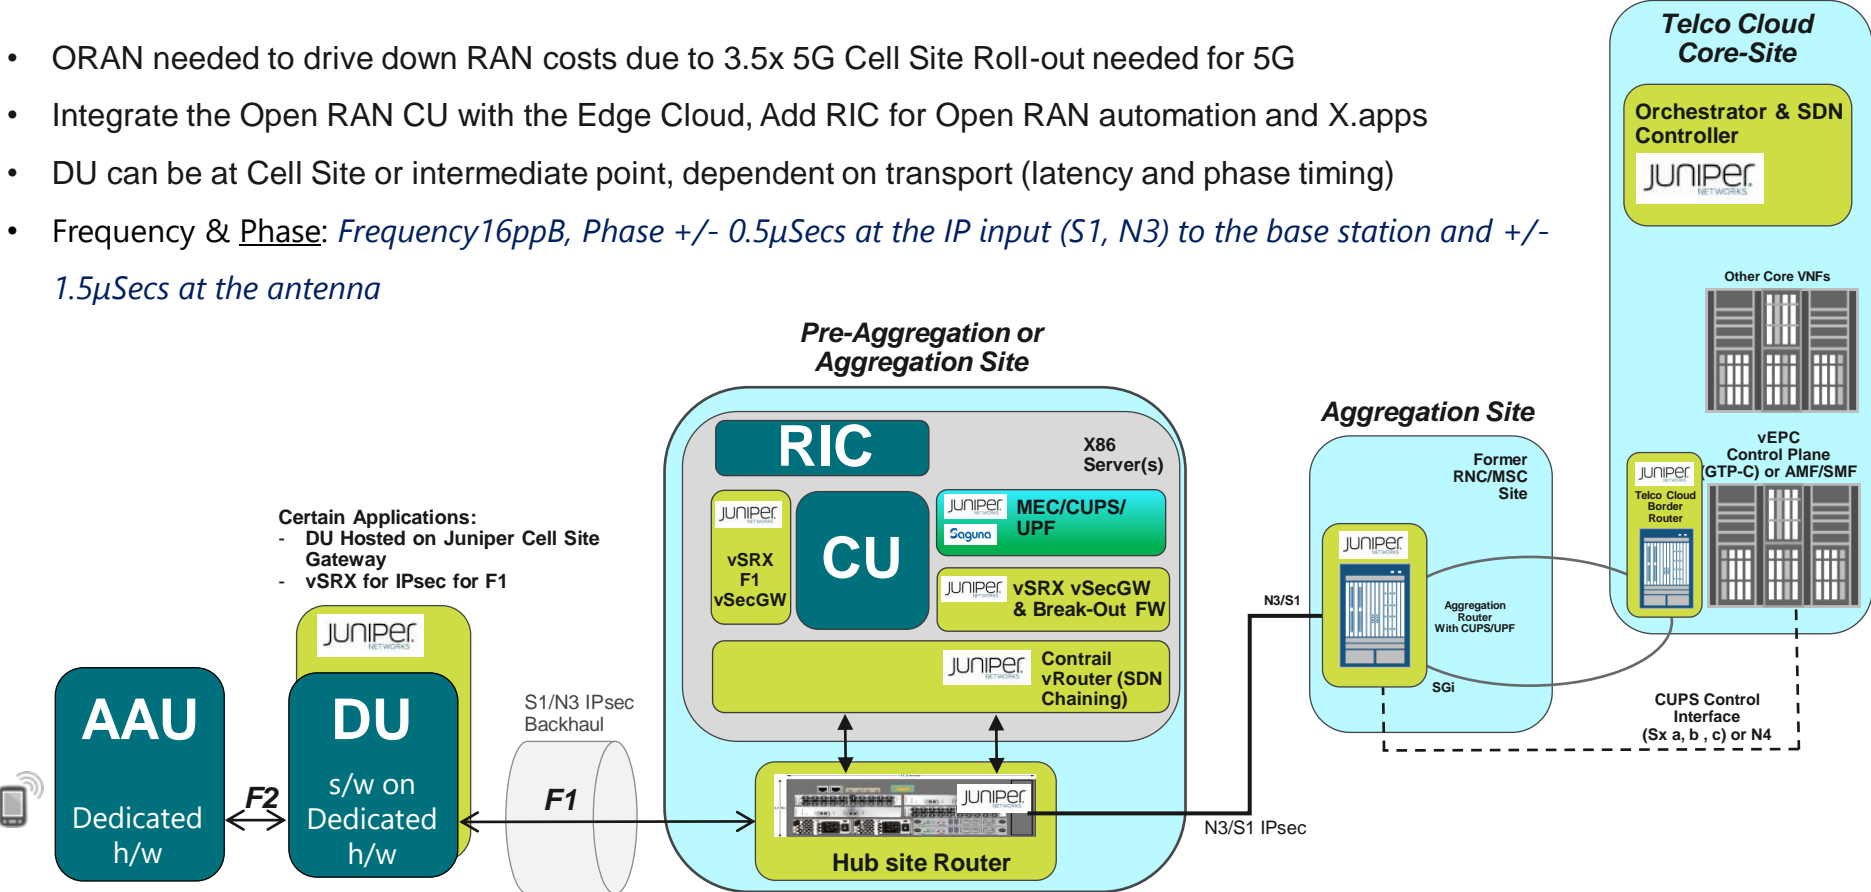 Telco Cloud
Core-Site
• ORAN needed to drive down RAN costs due to 3.5x 5G Cell Site Roll-out needed for 5G
• Integrate the Open RAN CU with the Edge Cloud, Add RIC for Open RAN automation and X.apps
• DU can be at Cell Site or intermediate point, dependent on transport (latency and phase timing)
• Frequency & Phase: Frequency16ppB, Phase +/- 0.5µSecs at the IP input (S1, N3) to the base station and +/-
1.5µSecs at the antenna
Orchestrator & SDN
Controller
JUNIPER
NETWORKS
Other Core VNFs
vEPC
Control Plane
(GTP-C) or AMF/SMF
JUNIPER
NETWORKS
Telco Cloud
Border
Router
Pre-Aggregation or
Aggregation Site
RIC
X86
Server(s)
JUNIPER
NETWORKS
vSRX
F1
vSecGW
CU
JUNIPER
NETWORKS
Saguna
MEC/CUPS/
UPF
JUNIPER
NETWORKS
vSRX vSecGW
& Break-Out FW
JUNIPER
NETWORKS
Contrail
vRouter (SDN
Chaining)
JUNIPER
Hub site Router
Aggregation Site
Former
RNC/MSC
Site
JUNIPER
NETWORKS
Aggregation
Router
With CUPS/UPF
N3/S1
SGi
CUPS Control
Interface
(Sx a, b , c) or N4
N3/S1 IPsec
Certain Applications:
- DU Hosted on Juniper Cell Site
Gateway
- vSRX for IPsec for F1
JUNIPER
NETWORKS
AAU
Dedicated
h/w
F2
DU
s/w on
Dedicated
h/w
S1/N3 IPsec
Backhaul
F1